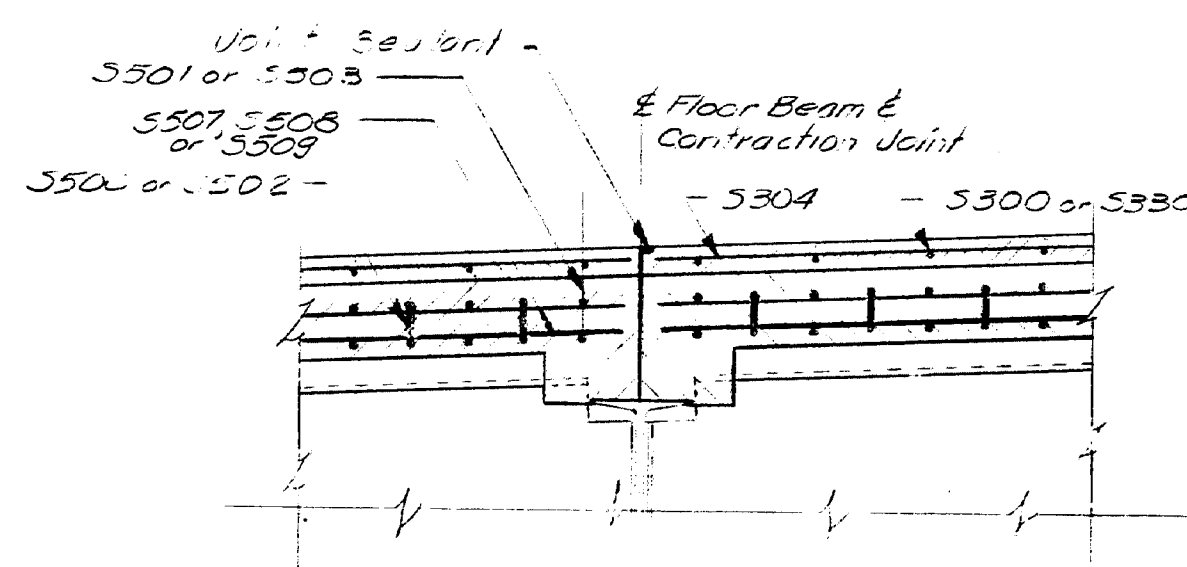 Joint Sealant
S501 or S503
S507, S508
or S509
or S502
℄ Floor Beam &
Contraction Joint
S304
S300 or S330